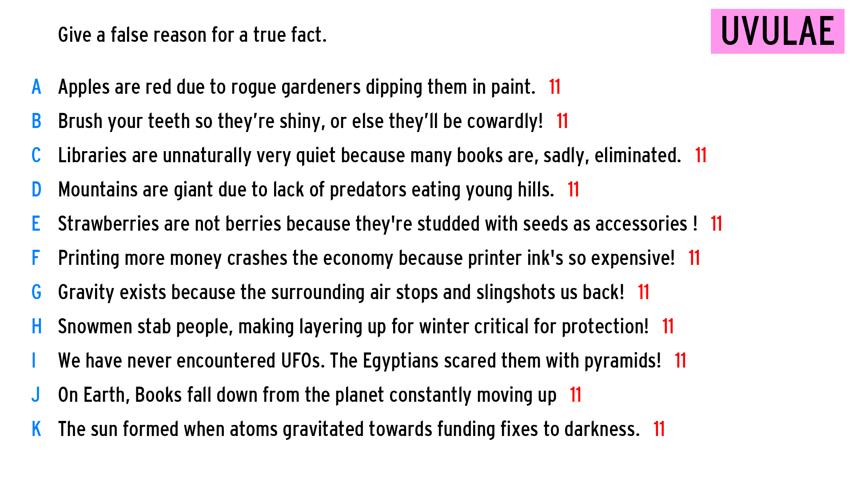 Give a false reason for a true fact.
UVULAE
A Apples are red due to rogue gardeners dipping them in paint. 11
B Brush your teeth so they're shiny, or else they'll be cowardly! 11
C Libraries are unnaturally very quiet because many books are, sadly, eliminated. 11
D Mountains are giant due to lack of predators eating young hills. 11
E Strawberries are not berries because they're studded with seeds as accessories ! 11
F Printing more money crashes the economy because printer ink's so expensive! 11
G Gravity exists because the surrounding air stops and slingshots us back! 11
H Snowmen stab people, making layering up for winter critical for protection! 11
I We have never encountered UFOs. The Egyptians scared them with pyramids! 11
J On Earth, Books fall down from the planet constantly moving up 11
K The sun formed when atoms gravitated towards funding fixes to darkness. 11